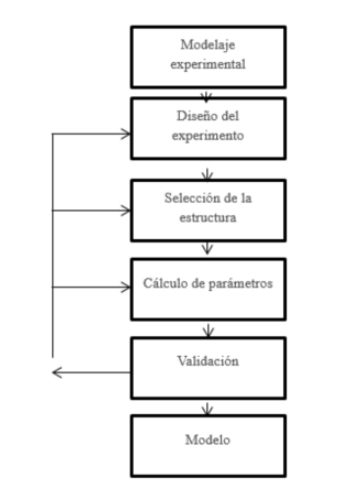 Modelaje
experimental
Diseño del
experimento
Selección de la
estructura
Cálculo de parámetros
Validación
Modelo